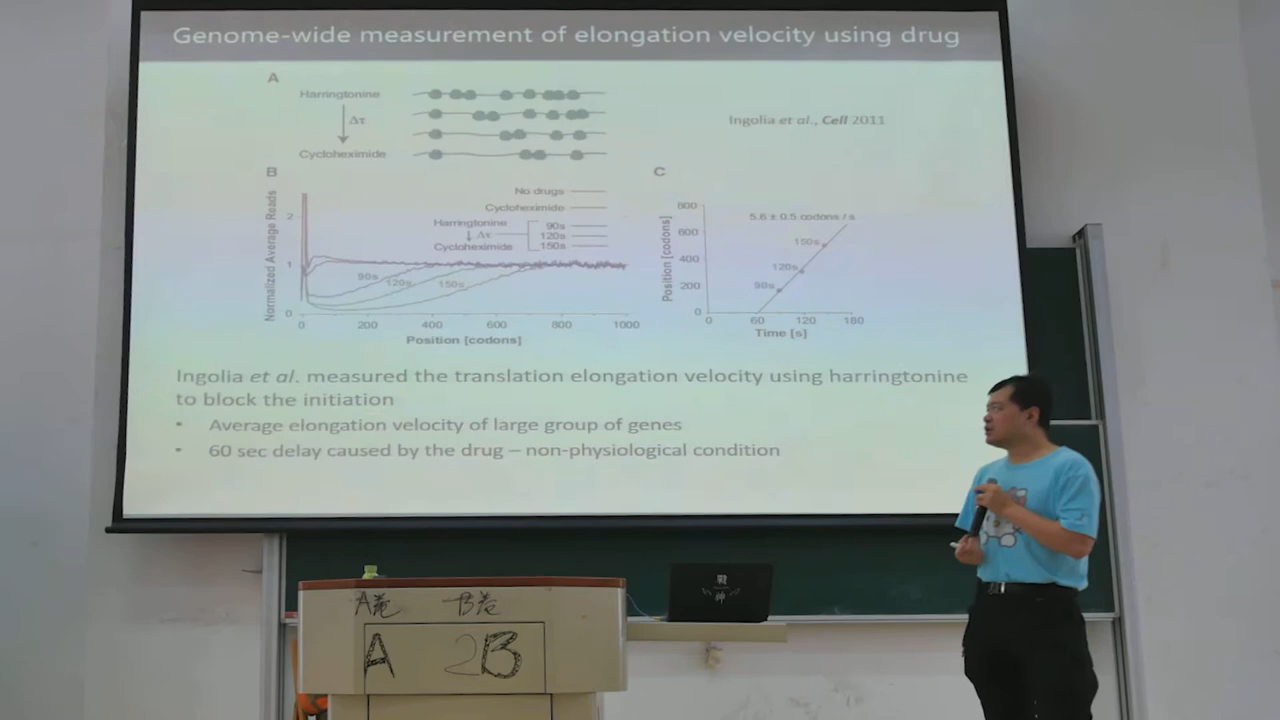 Genome-wide measurement of elongation velocity using drug
A
Harringtonine
Δτ
Cycloheximide
Ingolia et al., Cell 2011
B
Normalized Average Reads
2
1
0
No drugs
Cycloheximide
Harringtonine
Δτ
Cycloheximide
90s
120s
150s
90s
120s
150s
0 200 400 600 800 1000
Position [codons]
C
Position [codons]
800
600
400
200
0
5.6 ± 0.5 codons / s
150s
120s
90s
0 60 120 180
Time [s]
Ingolia et al. measured the translation elongation velocity using harringtonine
to block the initiation
• Average elongation velocity of large group of genes
• 60 sec delay caused by the drug – non-physiological condition
戰
神
A卷 B卷
A 2B